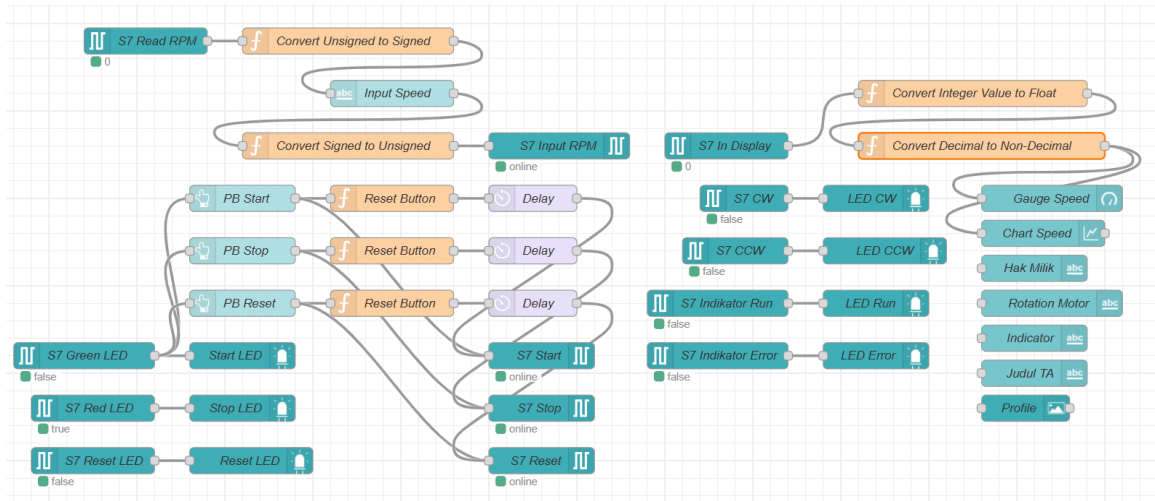 S7 Read RPM
Convert Unsigned to Signed
0
abc
Input Speed
Convert Signed to Unsigned
S7 Input RPM
online
PB Start
Reset Button
Delay
PB Stop
Reset Button
Delay
PB Reset
Reset Button
Delay
S7 Green LED
Start LED
S7 Start
false
online
S7 Red LED
Stop LED
S7 Stop
true
online
S7 Reset LED
Reset LED
S7 Reset
false
online
Convert Integer Value to Float
S7 In Display
Convert Decimal to Non-Decimal
0
S7 CW
LED CW
Gauge Speed
false
Chart Speed
S7 CCW
LED CCW
false
Hak Milik
abc
S7 Indikator Run
LED Run
Rotation Motor
abc
false
Indicator
abc
S7 Indikator Error
LED Error
false
Judul TA
abc
Profile